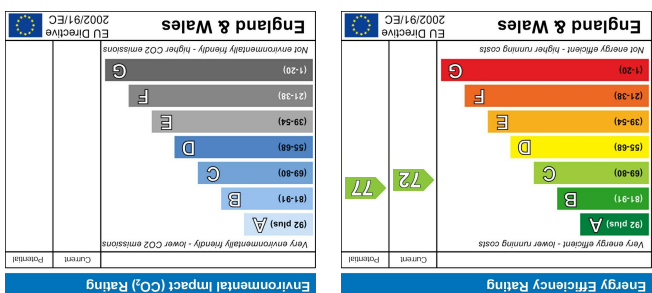 Energy Efficiency Rating
Current Potential
Very energy efficient - lower running costs
(92 plus) A
(81-91) B
(69-80) C
(55-68) D
(39-54) E
(21-38) F
(1-20) G
72
77
Not energy efficient - higher running costs
England & Wales
EU Directive
2002/91/EC
Environmental Impact (CO₂) Rating
Current Potential
Very environmentally friendly - lower CO2 emissions
(92 plus) A
(81-91) B
(69-80) C
(55-68) D
(39-54) E
(21-38) F
(1-20) G
Not environmentally friendly - higher CO2 emissions
England & Wales
EU Directive
2002/91/EC